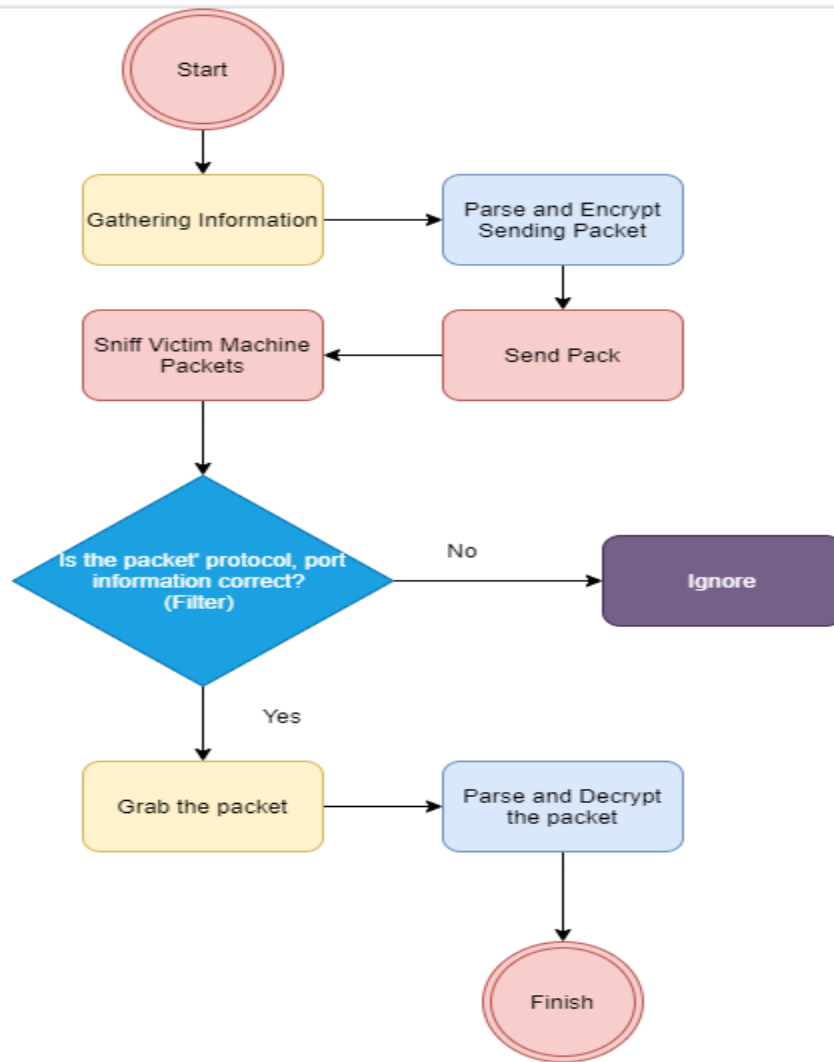 Start
Gathering Information
Parse and Encrypt
Sending Packet
Sniff Victim Machine
Packets
Send Pack
Is the packet' protocol, port
information correct?
(Filter)
No
Ignore
Yes
Grab the packet
Parse and Decrypt
the packet
Finish